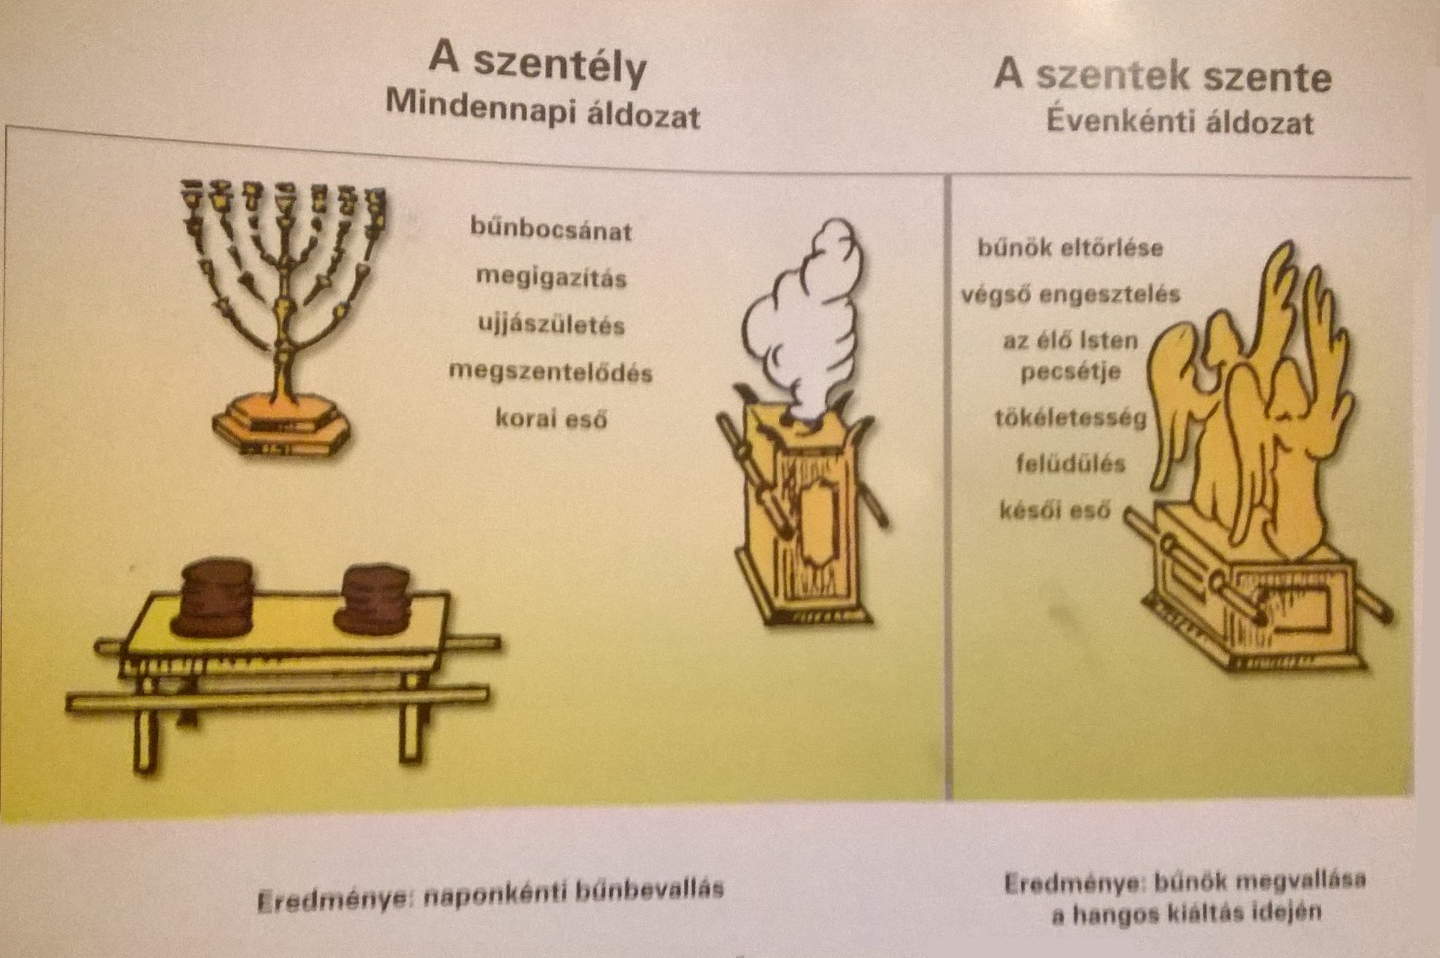 A szentély
Mindennapi áldozat
A szentek szente
Évenkénti áldozat
bűnbocsánat
megigazítás
ujjászületés
megszentelődés
korai eső
bűnök eltörlése
végső engesztelés
az élő Isten
pecsétje
tökéletesség
felüdülés
késői eső
Eredménye: naponkénti bűnbevallás
Eredménye: bűnök megvallása
a hangos kiáltás idején